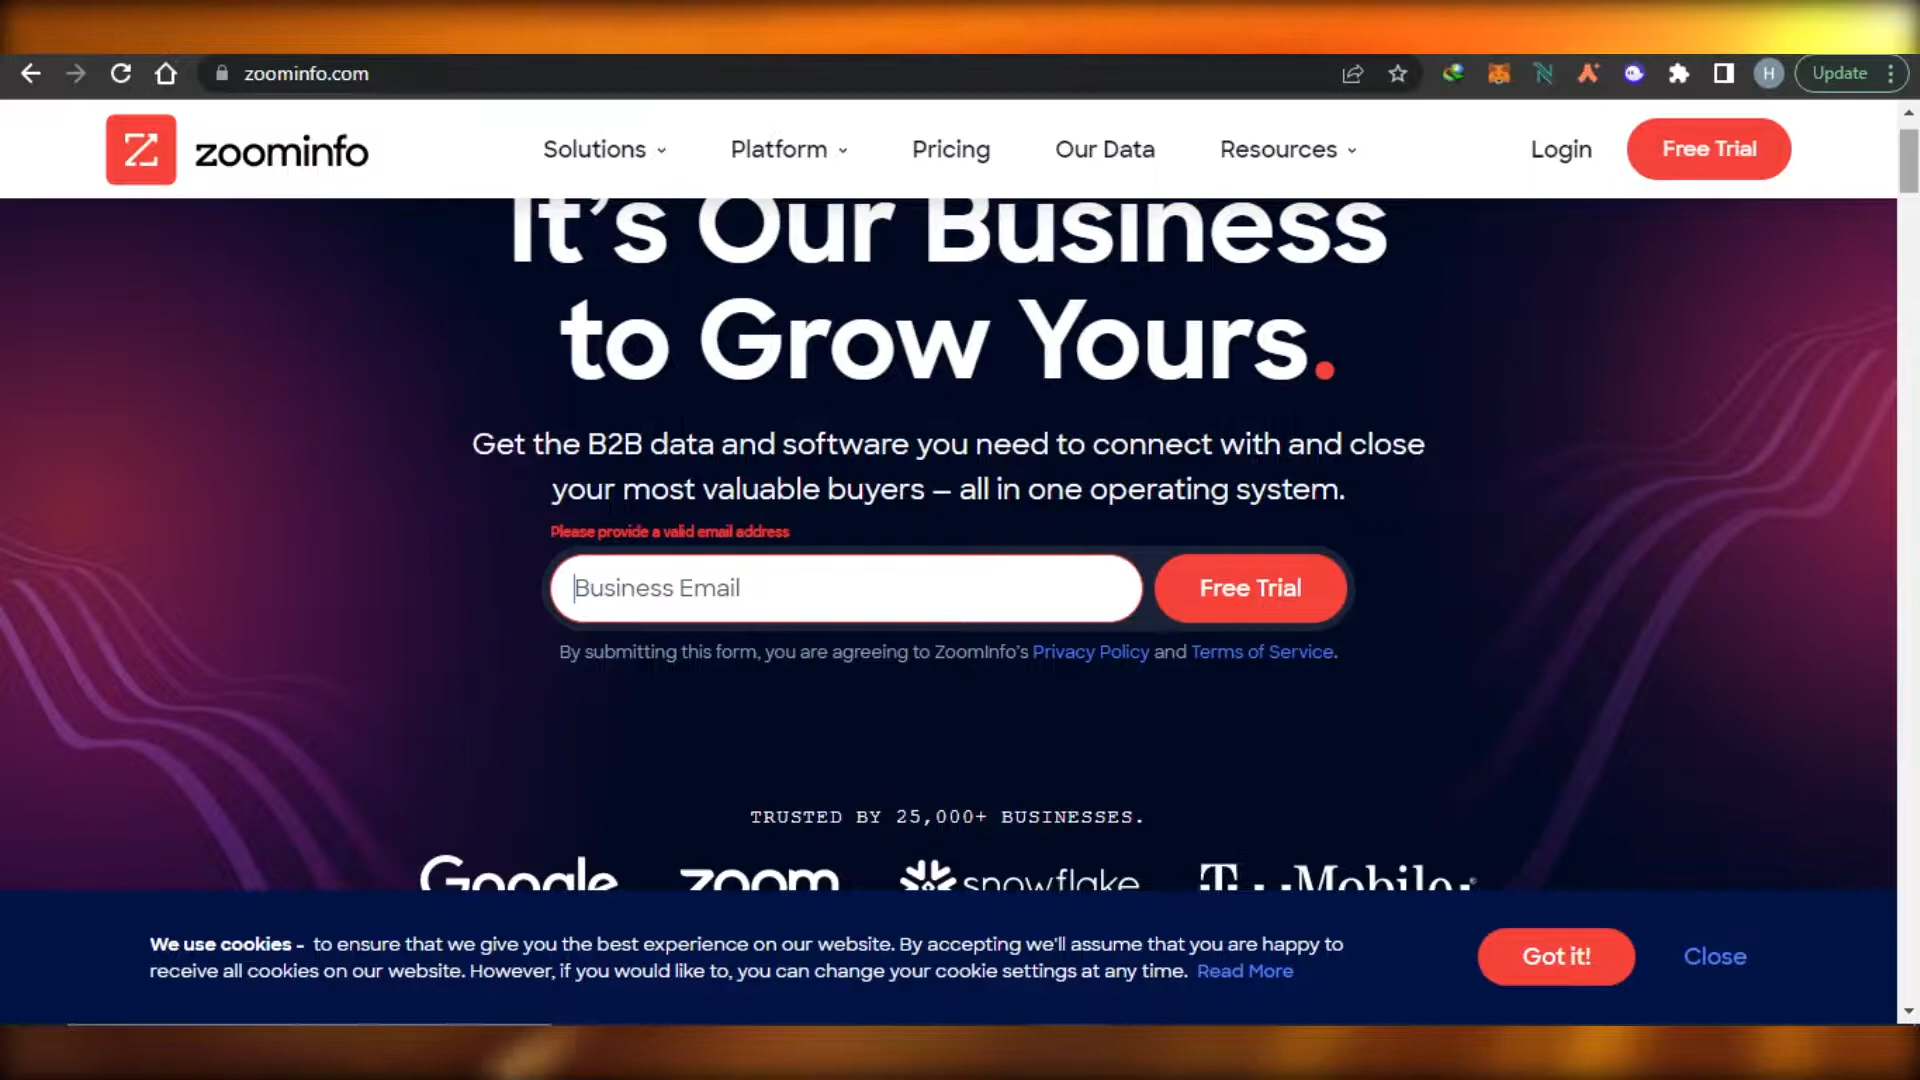 zoominfo.com
H
Update
zoominfo
Solutions
Platform
Pricing
Our Data
Resources
Login
Free Trial
It's Our Business
to Grow Yours.
Get the B2B data and software you need to connect with and close
your most valuable buyers – all in one operating system.
Please provide a valid email address
Business Email
Free Trial
By submitting this form, you are agreeing to ZoomInfo's Privacy Policy and Terms of Service.
TRUSTED BY 25,000+ BUSINESSES.
Google
zoom
snowflake
T Mobile
We use cookies - to ensure that we give you the best experience on our website. By accepting we'll assume that you are happy to
receive all cookies on our website. However, if you would like to, you can change your cookie settings at any time. Read More
Got it!
Close